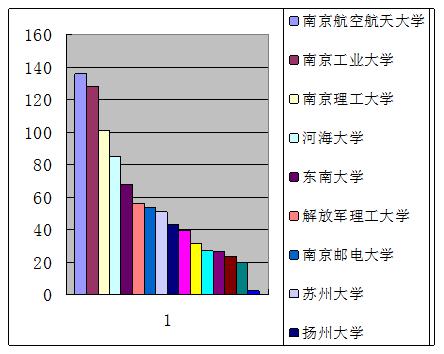 160
140
120
100
80
60
40
20
0
1
南京航空航天大学
南京工业大学
南京理工大学
河海大学
东南大学
解放军理工大学
南京邮电大学
苏州大学
扬州大学